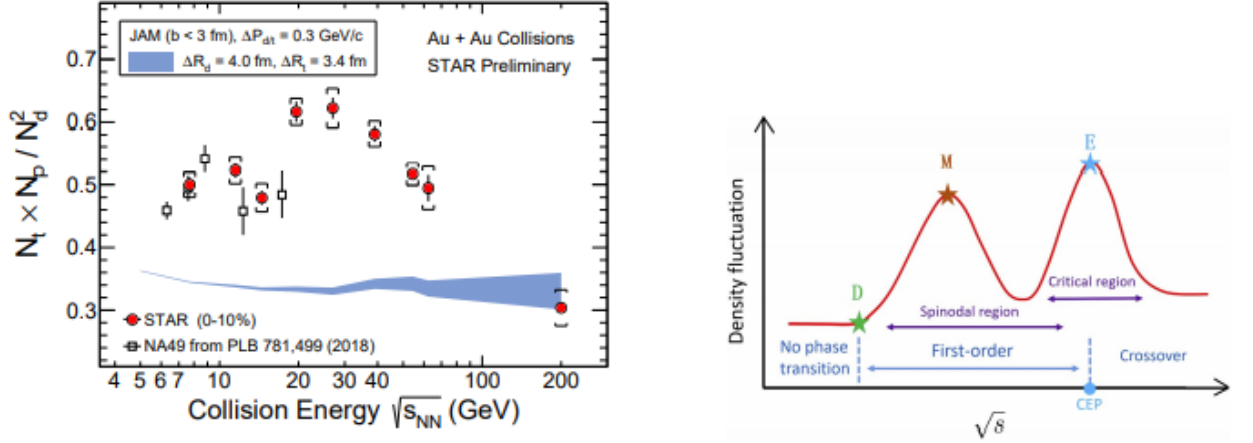 JAM (b < 3 fm), ΔP_{d/t} = 0.3 GeV/c
ΔR_d = 4.0 fm, ΔR_t = 3.4 fm
Au + Au Collisions
STAR Preliminary
0.7
0.6
0.5
0.4
0.3
N_t × N_p / N_d^2
STAR (0-10%)
NA49 from PLB 781,499 (2018)
4 5 6 7 10 20 30 40 100 200
Collision Energy √s_{NN} (GeV)
Density fluctuation
M
E
D
Critical region
Spinodal region
No phase
transition
First-order
Crossover
CEP
√s